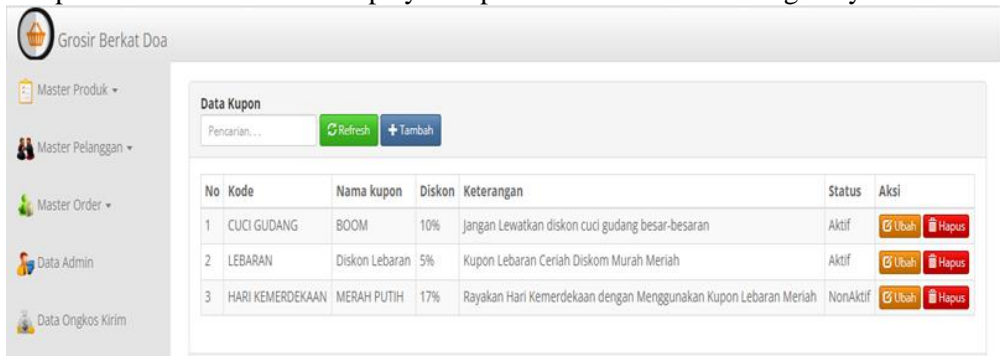 Grosir Berkat Doa
Master Produk
Master Pelanggan
Master Order
Data Admin
Data Ongkos Kirim
Data Kupon
Pencarian... Refresh Tambah
No Kode Nama kupon Diskon Keterangan Status Aksi
1 CUCI GUDANG BOOM 10% Jangan Lewatkan diskon cuci gudang besar-besaran Aktif Ubah Hapus
2 LEBARAN Diskon Lebaran 5% Kupon Lebaran Ceriah Diskom Murah Meriah Aktif Ubah Hapus
3 HARI KEMERDEKAAN MERAH PUTIH 17% Rayakan Hari Kemerdekaan dengan Menggunakan Kupon Lebaran Meriah NonAktif Ubah Hapus